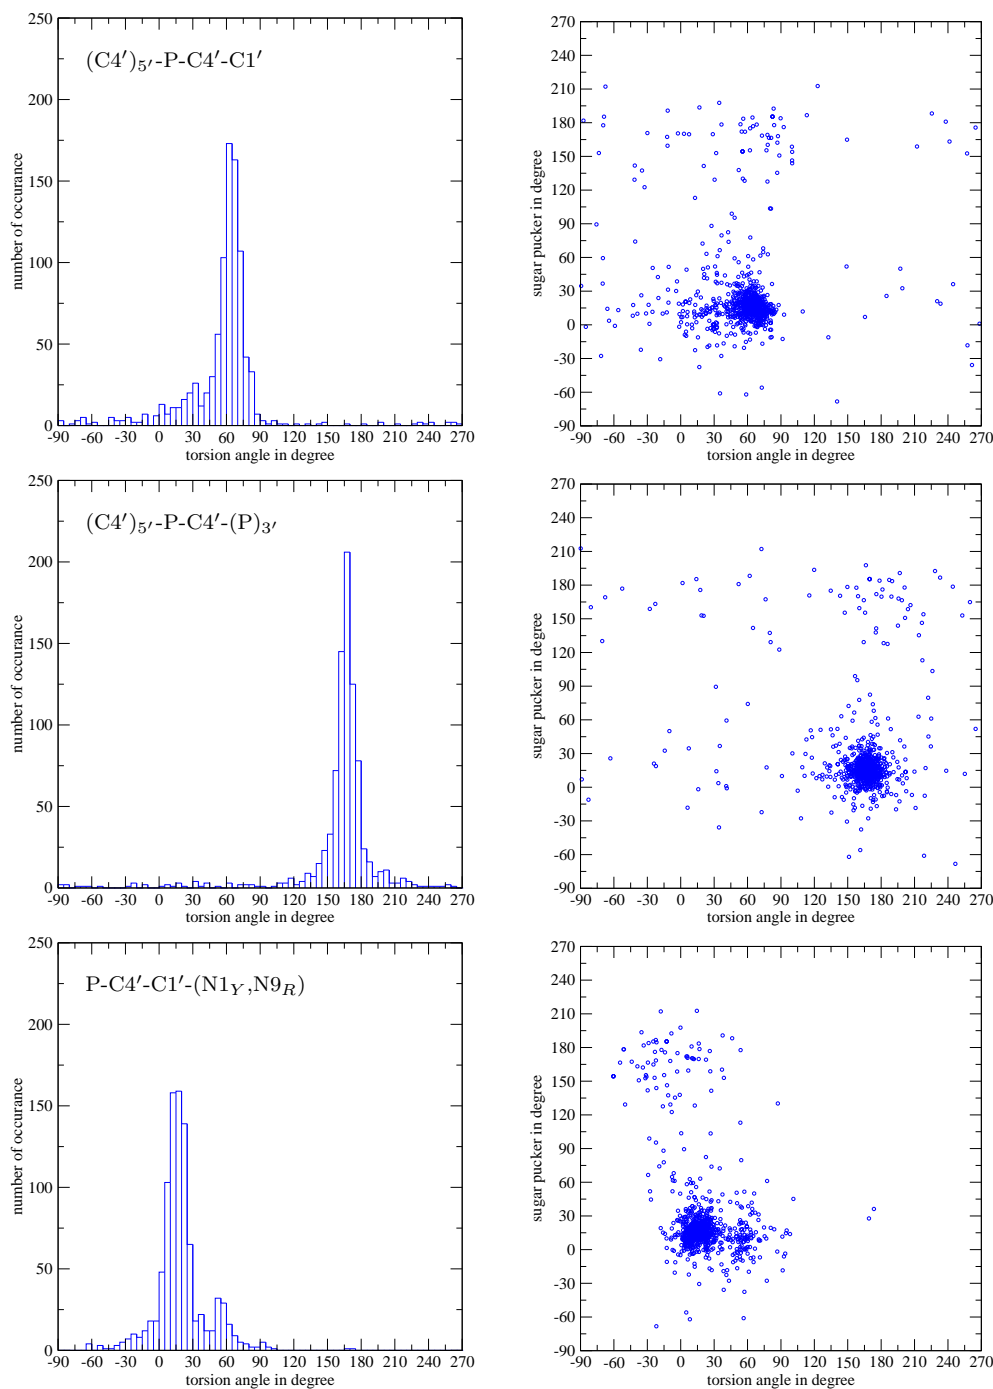 250
200
150
100
50
0
number of occurance
(C4′)5′-P-C4′-C1′
-90 -60 -30 0 30 60 90 120 150 180 210 240 270
torsion angle in degree
270
240
210
180
150
120
90
60
30
0
-30
-60
-90
sugar pucker in degree
-90 -60 -30 0 30 60 90 120 150 180 210 240 270
torsion angle in degree
250
200
150
100
50
0
number of occurance
(C4′)5′-P-C4′-(P)3′
-90 -60 -30 0 30 60 90 120 150 180 210 240 270
torsion angle in degree
270
240
210
180
150
120
90
60
30
0
-30
-60
-90
sugar pucker in degree
-90 -60 -30 0 30 60 90 120 150 180 210 240 270
torsion angle in degree
250
200
150
100
50
0
number of occurance
P-C4′-C1′-(N1Y,N9R)
-90 -60 -30 0 30 60 90 120 150 180 210 240 270
torsion angle in degree
270
240
210
180
150
120
90
60
30
0
-30
-60
-90
sugar pucker in degree
-90 -60 -30 0 30 60 90 120 150 180 210 240 270
torsion angle in degree